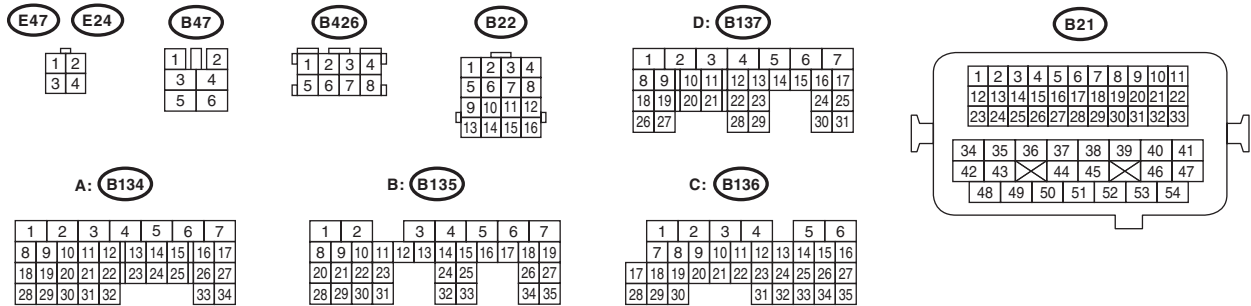 E47 E24
1 2
3 4
B47
1 2
3 4
5 6
B426
1 2 3 4
5 6 7 8
B22
1 2 3 4
5 6 7 8
9 10 11 12
13 14 15 16
D: B137
1 2 3 4 5 6 7
8 9 10 11 12 13 14 15 16 17
18 19 20 21 22 23 24 25
26 27 28 29 30 31
B21
1 2 3 4 5 6 7 8 9 10 11
12 13 14 15 16 17 18 19 20 21 22
23 24 25 26 27 28 29 30 31 32 33
34 35 36 37 38 39 40 41
42 43 44 45 46 47
48 49 50 51 52 53 54
A: B134
1 2 3 4 5 6 7
8 9 10 11 12 13 14 15 16 17
18 19 20 21 22 23 24 25 26 27
28 29 30 31 32 33 34
B: B135
1 2 3 4 5 6 7
8 9 10 11 12 13 14 15 16 17 18 19
20 21 22 23 24 25 26 27
28 29 30 31 32 33 34 35
C: B136
1 2 3 4 5 6
7 8 9 10 11 12 13 14 15 16
17 18 19 20 21 22 23 24 25 26 27
28 29 30 31 32 33 34 35